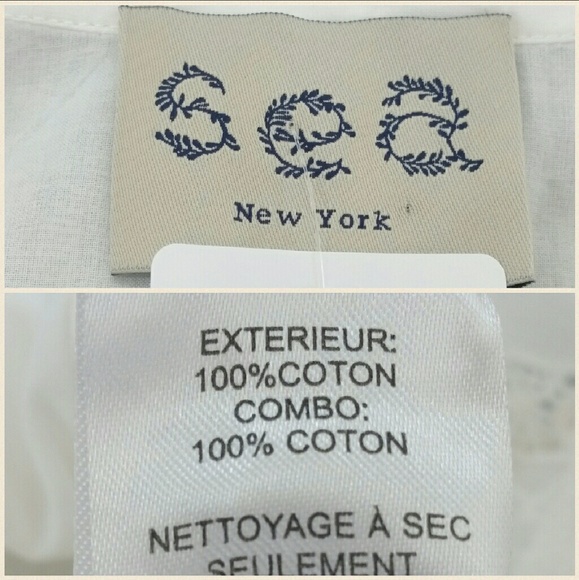 Sea
New York
EXTERIEUR:
100%COTON
COMBO:
100% COTON
NETTOYAGE À SEC
SEULEMENT